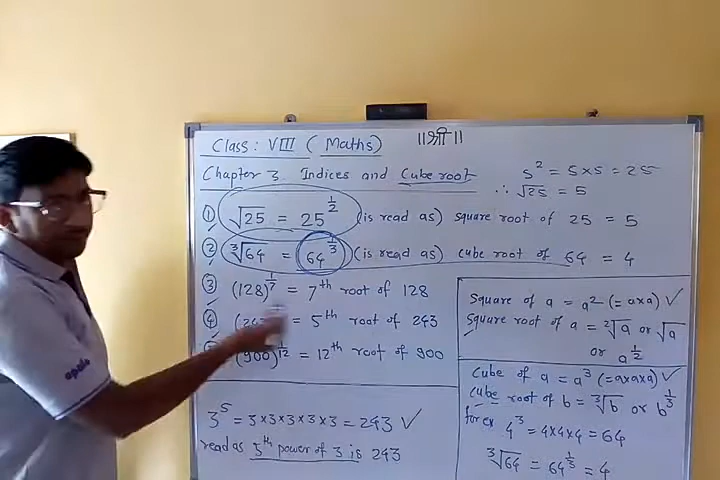 Class: VIII (Maths)
॥श्री॥
Chapter 3. Indices and Cube root
5² = 5 × 5 = 25
∴ √25 = 5
① √25 = 25^(1/2) (is read as) square root of 25 = 5
② ³√64 = 64^(1/3) (is read as) cube root of 64 = 4
③ (128)^(1/7) = 7th root of 128
④ = 5th root of 243
(900)^(1/12) = 12th root of 900
3⁵ = 3×3×3×3×3 = 243 ✓
read as 5th power of 3 is 243
Square of a = a² (= a×a) ✓
Square root of a = ²√a or √a
or a^(1/2)
Cube of a = a³ (= a×a×a) ✓
cube root of b = ³√b or b^(1/3)
for ex 4³ = 4×4×4 = 64
³√64 = 64^(1/3) = 4
apollo